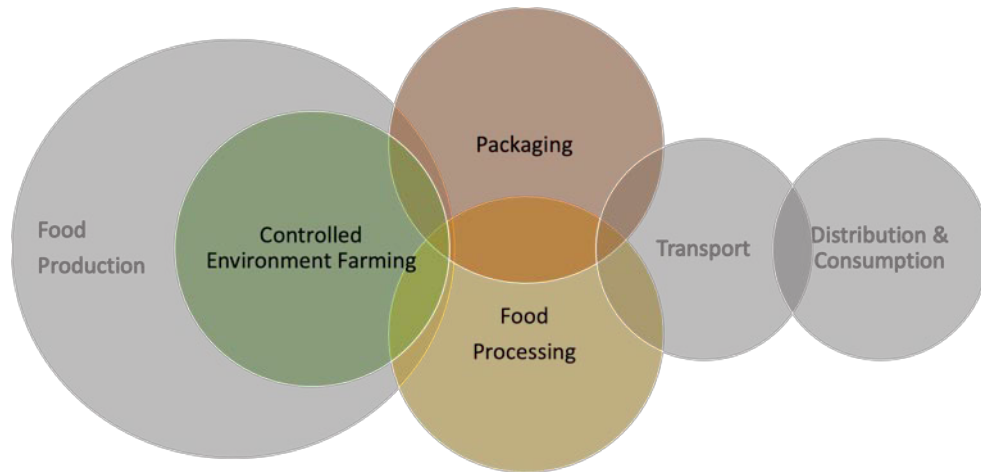 Packaging
Food
Production
Controlled
Environment Farming
Transport
Distribution &
Consumption
Food
Processing